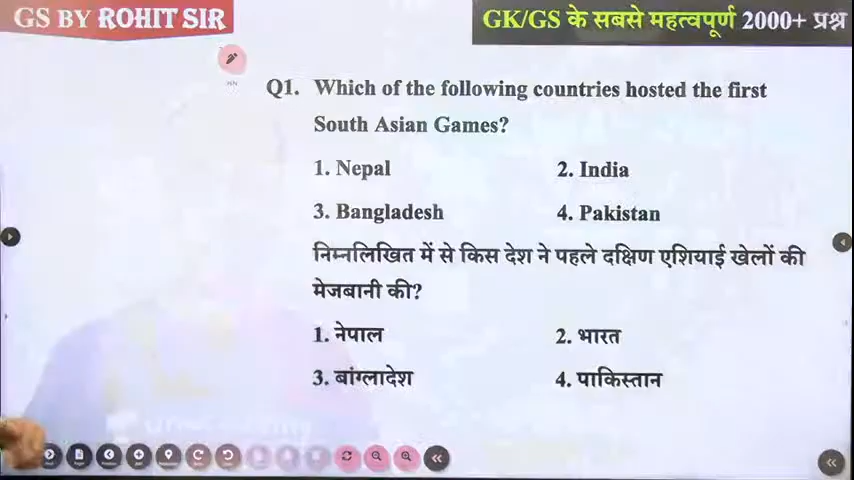 GS BY ROHIT SIR
GK/GS के सबसे महत्वपूर्ण 2000+ प्रश्न
Q1. Which of the following countries hosted the first
South Asian Games?
1. Nepal 2. India
3. Bangladesh 4. Pakistan
निम्नलिखित में से किस देश ने पहले दक्षिण एशियाई खेलों की
मेजबानी की?
1. नेपाल 2. भारत
3. बांग्लादेश 4. पाकिस्तान